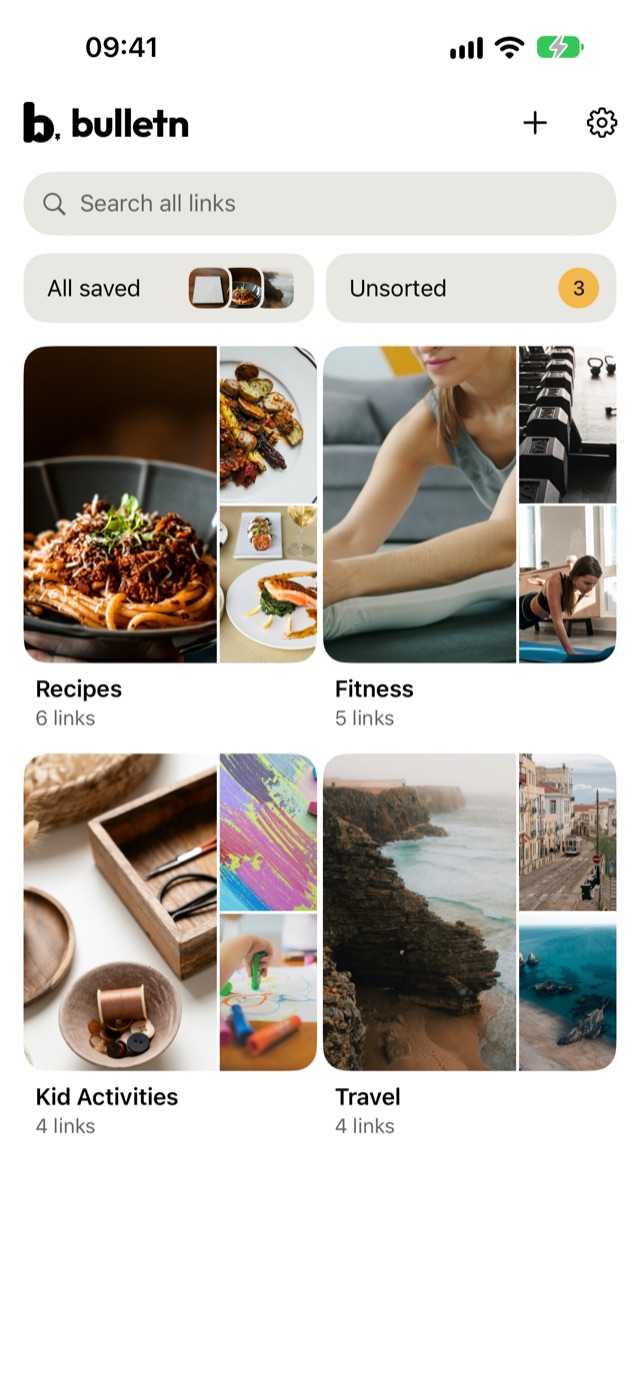 09:41
b. bulletn
Search all links
All saved
Unsorted
3
Recipes
6 links
Fitness
5 links
Kid Activities
4 links
Travel
4 links